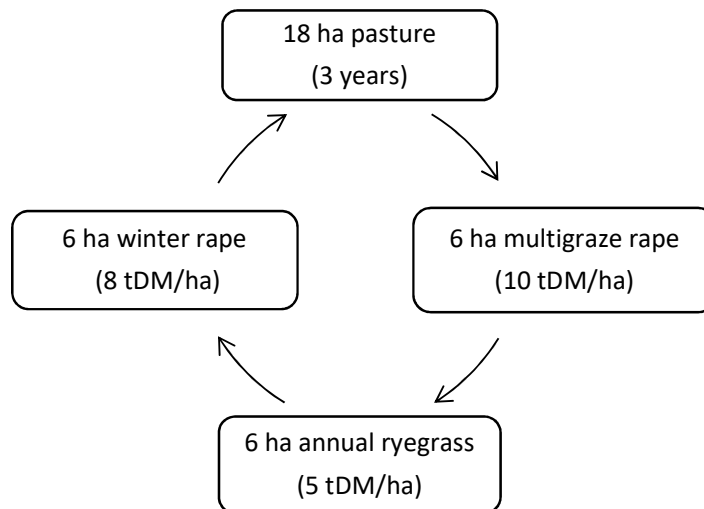 18 ha pasture
(3 years)
6 ha winter rape
(8 tDM/ha)
6 ha multigraze rape
(10 tDM/ha)
6 ha annual ryegrass
(5 tDM/ha)